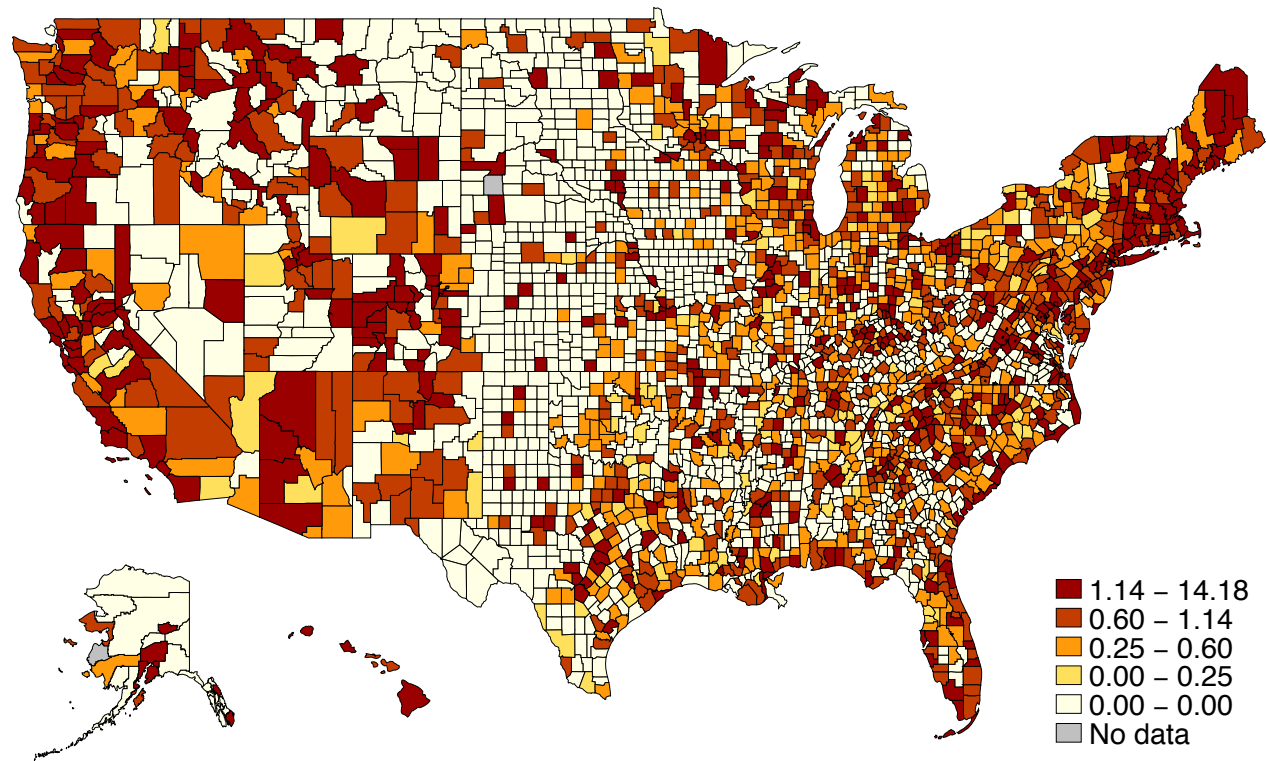 1.14 – 14.18
0.60 – 1.14
0.25 – 0.60
0.00 – 0.25
0.00 – 0.00
No data